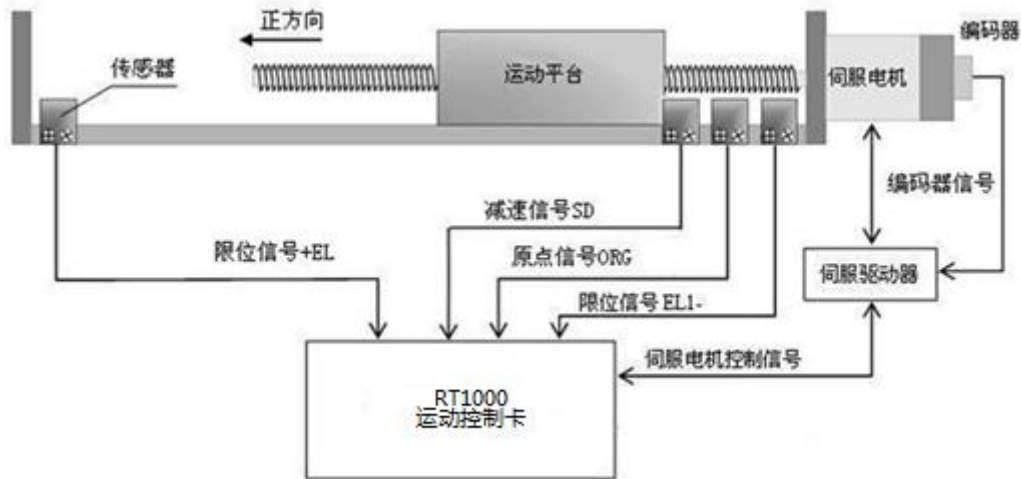 正方向
编码器
传感器
运动平台
伺服电机
减速信号SD
编码器信号
限位信号+EL
原点信号ORG
伺服驱动器
限位信号EL1-
伺服电机控制信号
RT1000
运动控制卡